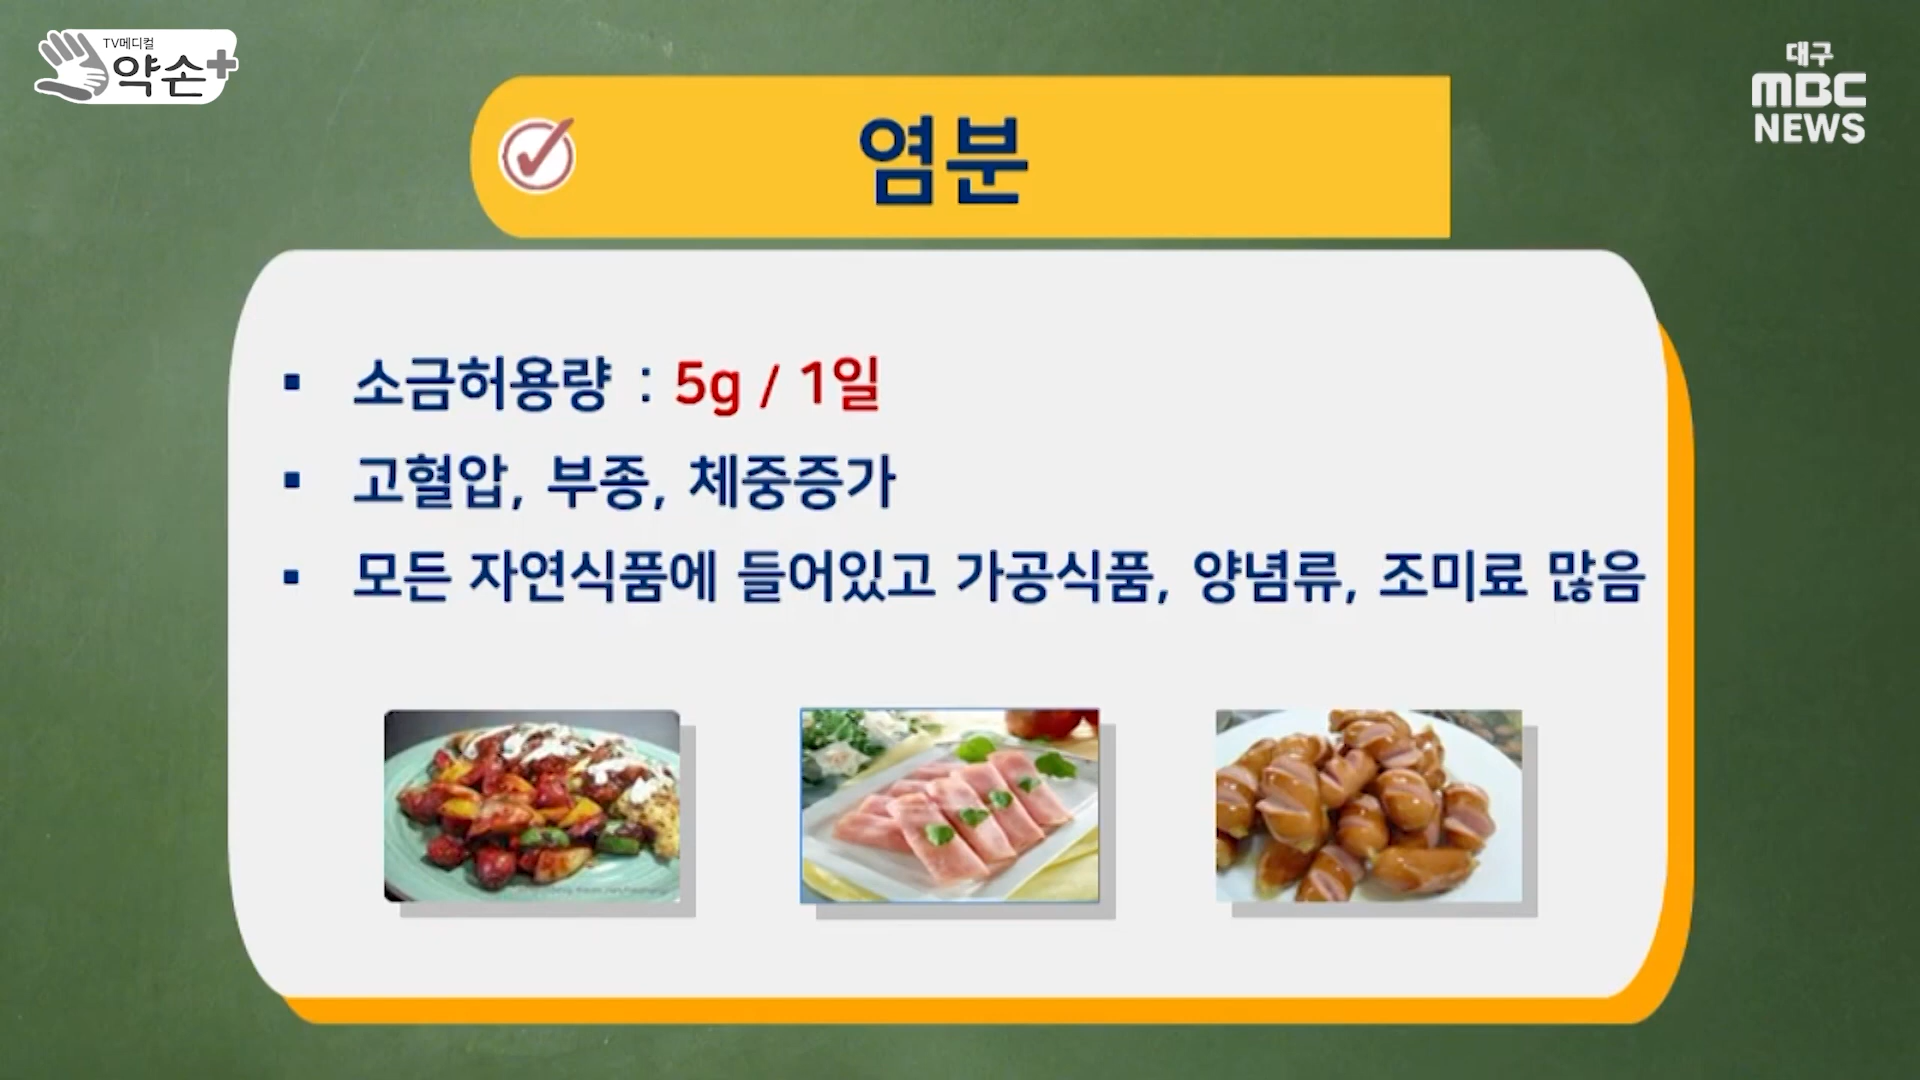 TV메디컬
약손+
대구
MBC
NEWS
염분
▪ 소금허용량 : 5g / 1일
▪ 고혈압, 부종, 체중증가
▪ 모든 자연식품에 들어있고 가공식품, 양념류, 조미료 많음